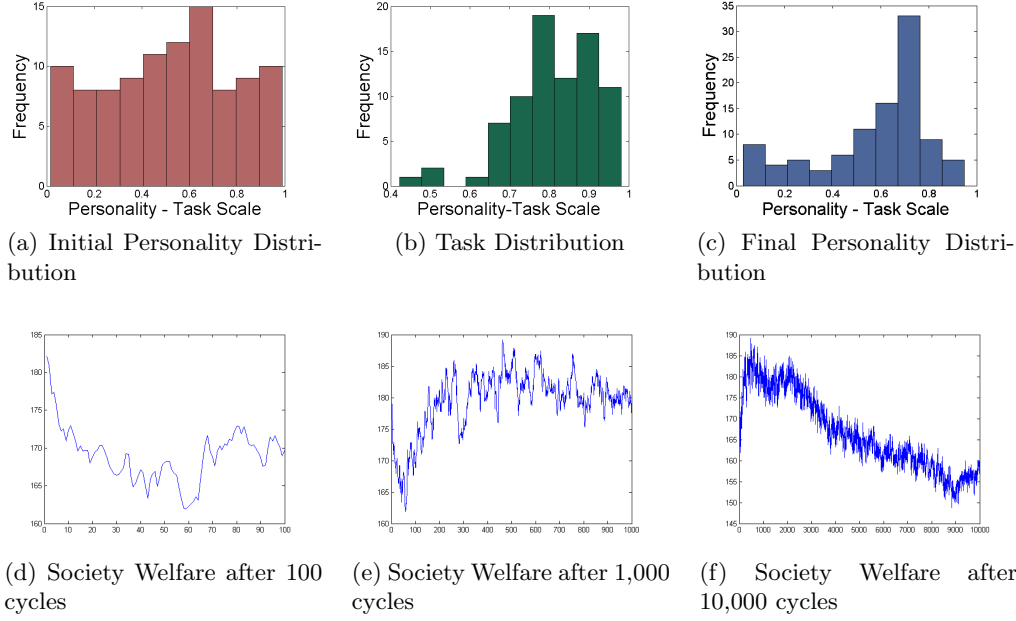 15
10
5
0
0 0.2 0.4 0.6 0.8 1
Frequency
Personality - Task Scale
(a) Initial Personality Distri-
bution
20
15
10
5
0
0.4 0.5 0.6 0.7 0.8 0.9 1
Frequency
Personality-Task Scale
(b) Task Distribution
35
30
25
20
15
10
5
0
0 0.2 0.4 0.6 0.8 1
Frequency
Personality - Task Scale
(c) Final Personality Distri-
bution
185
180
175
170
165
160
0 10 20 30 40 50 60 70 80 90 100
(d) Society Welfare after 100
cycles
190
185
180
175
170
165
160
0 100 200 300 400 500 600 700 800 900 1000
(e) Society Welfare after 1,000
cycles
190
185
180
175
170
165
160
155
150
145
0 1000 2000 3000 4000 5000 6000 7000 8000 9000 10000
(f) Society Welfare after
10,000 cycles